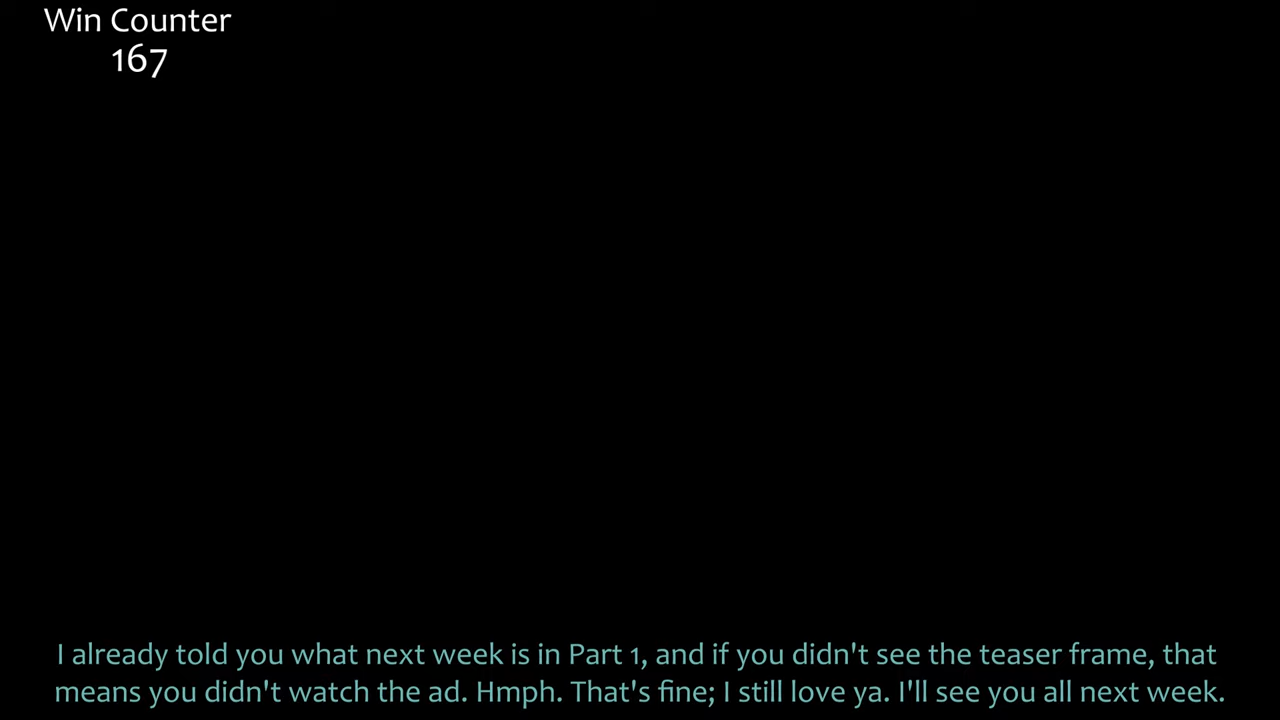 Win Counter
167
I already told you what next week is in Part 1, and if you didn't see the teaser frame, that
means you didn't watch the ad. Hmph. That's fine; I still love ya. I'll see you all next week.